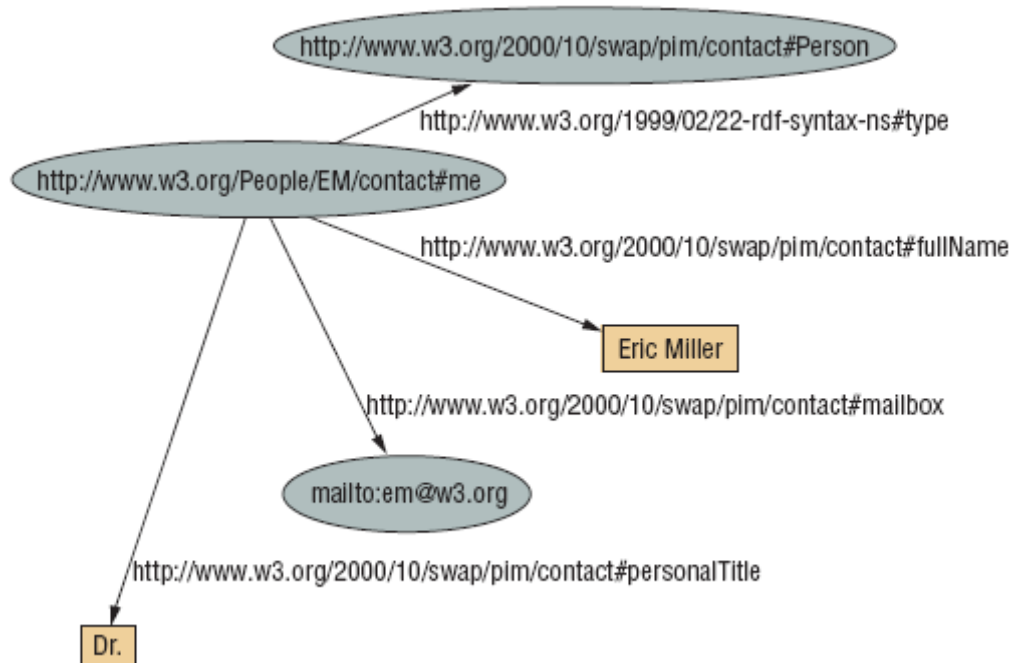 http://www.w3.org/2000/10/swap/pim/contact#Person
http://www.w3.org/1999/02/22-rdf-syntax-ns#type
http://www.w3.org/People/EM/contact#me
http://www.w3.org/2000/10/swap/pim/contact#fullName
Eric Miller
http://www.w3.org/2000/10/swap/pim/contact#mailbox
mailto:em@w3.org
http://www.w3.org/2000/10/swap/pim/contact#personalTitle
Dr.